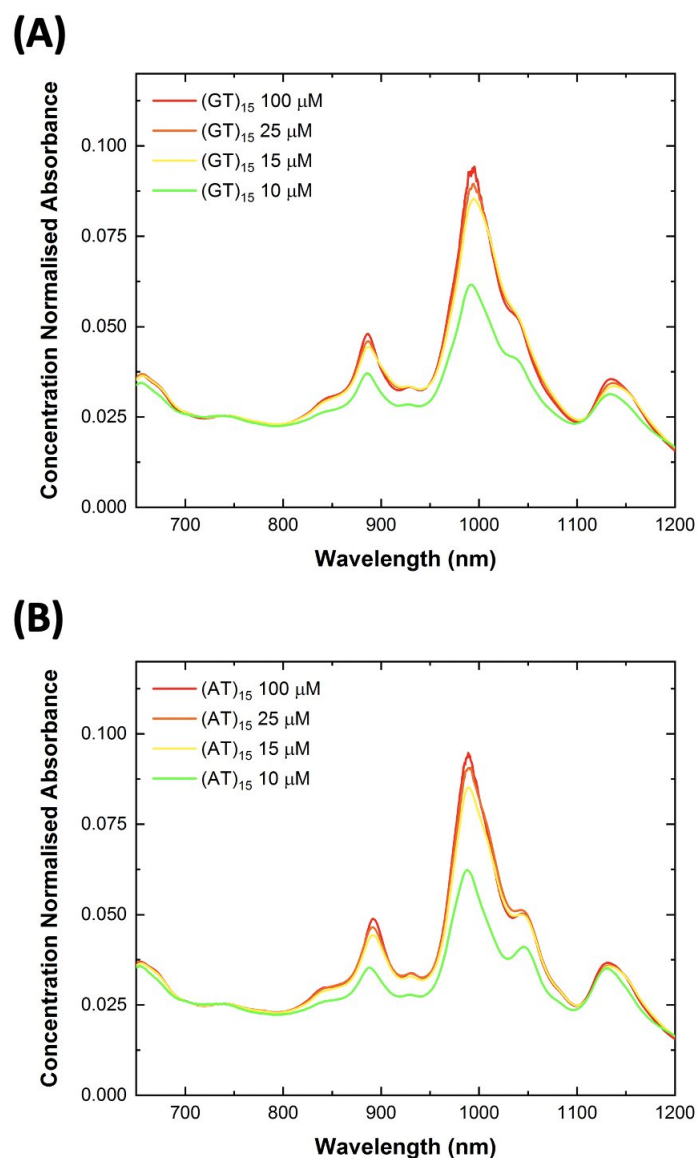 (A)
Concentration Normalised Absorbance
(GT)₁₅ 100 μM
(GT)₁₅ 25 μM
(GT)₁₅ 15 μM
(GT)₁₅ 10 μM
0.100
0.075
0.050
0.025
0.000
700 800 900 1000 1100 1200
Wavelength (nm)
(B)
Concentration Normalised Absorbance
(AT)₁₅ 100 μM
(AT)₁₅ 25 μM
(AT)₁₅ 15 μM
(AT)₁₅ 10 μM
0.100
0.075
0.050
0.025
0.000
700 800 900 1000 1100 1200
Wavelength (nm)